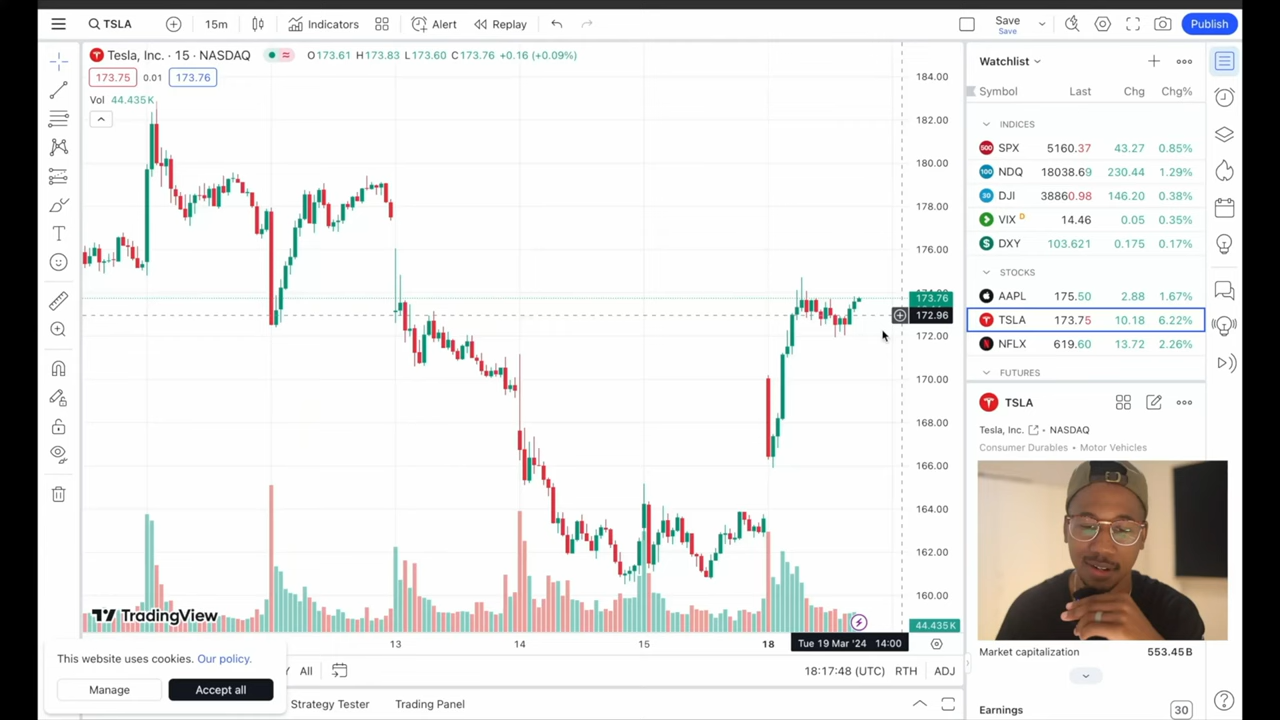 TSLA
15m
Indicators
Alert
Replay
Save
Save
Publish
Tesla, Inc. · 15 · NASDAQ
O173.61 H173.83 L173.60 C173.76 +0.16 (+0.09%)
173.75 0.01 173.76
Vol 44.435K
184.00
182.00
180.00
178.00
176.00
173.76
172.96
172.00
170.00
168.00
166.00
164.00
162.00
160.00
44.435K
TradingView
13 14 15 18 Tue 19 Mar '24 14:00
This website uses cookies. Our policy.
Manage Accept all
All
18:17:48 (UTC) RTH ADJ
Strategy Tester Trading Panel
Watchlist
Symbol Last Chg Chg%
INDICES
SPX 5160.37 43.27 0.85%
NDQ 18038.69 230.44 1.29%
DJI 38860.98 146.20 0.38%
VIX D 14.46 0.05 0.35%
DXY 103.621 0.175 0.17%
STOCKS
AAPL 175.50 2.88 1.67%
TSLA 173.75 10.18 6.22%
NFLX 619.60 13.72 2.26%
FUTURES
TSLA
Tesla, Inc. · NASDAQ
Consumer Durables · Motor Vehicles
Market capitalization 553.45B
Earnings 30